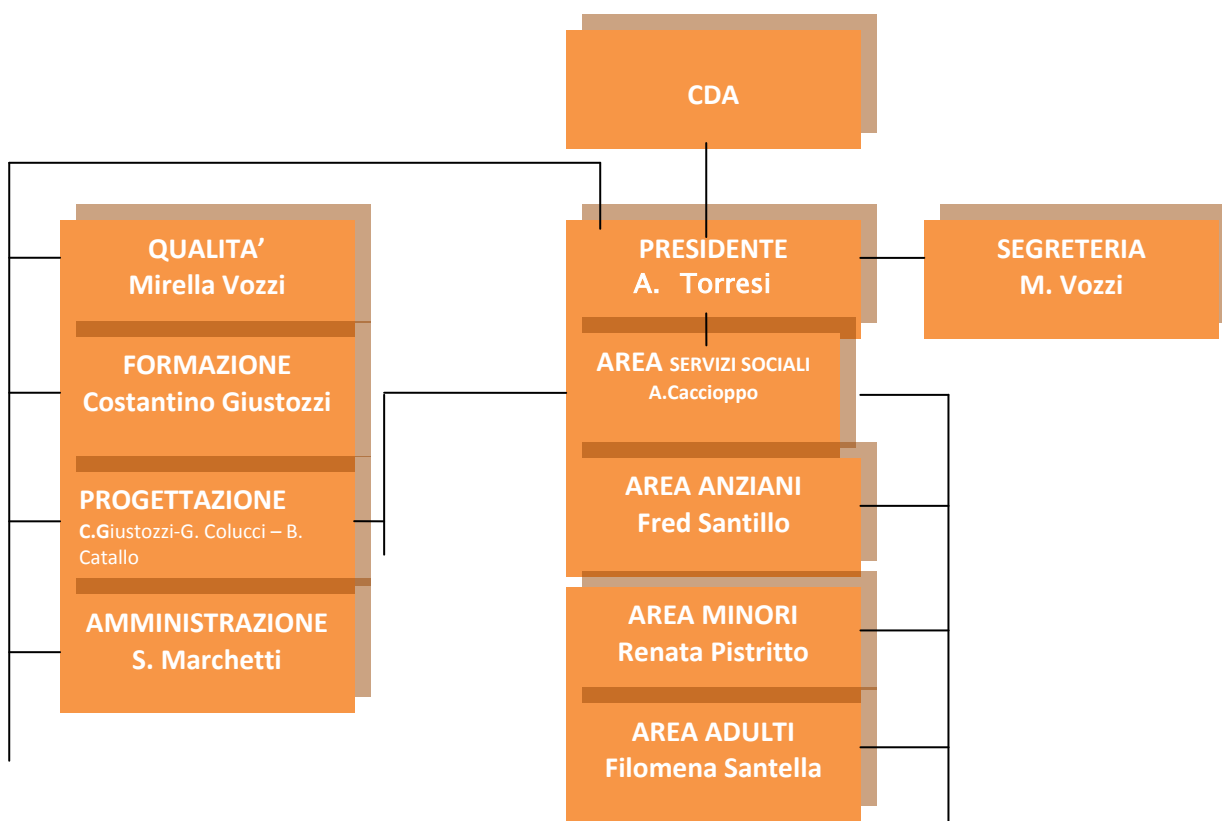 CDA
QUALITA’
Mirella Vozzi
PRESIDENTE
A. Torresi
SEGRETERIA
M. Vozzi
FORMAZIONE
Costantino Giustozzi
AREA SERVIZI SOCIALI
A.Caccioppo
PROGETTAZIONE
C.Giustozzi-G. Colucci – B.
Catallo
AREA ANZIANI
Fred Santillo
AMMINISTRAZIONE
S. Marchetti
AREA MINORI
Renata Pistritto
AREA ADULTI
Filomena Santella